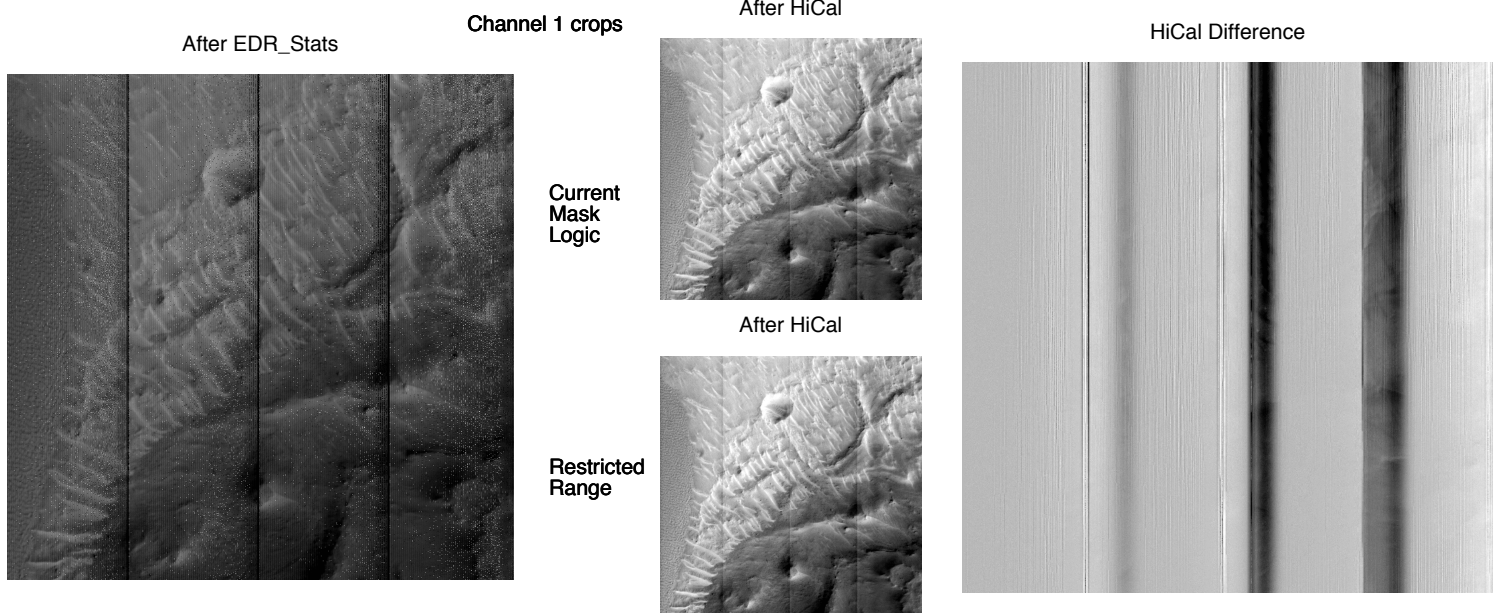 After EDR_Stats
Channel 1 crops
After HiCal
HiCal Difference
Current
Mask
Logic
After HiCal
Restricted
Range